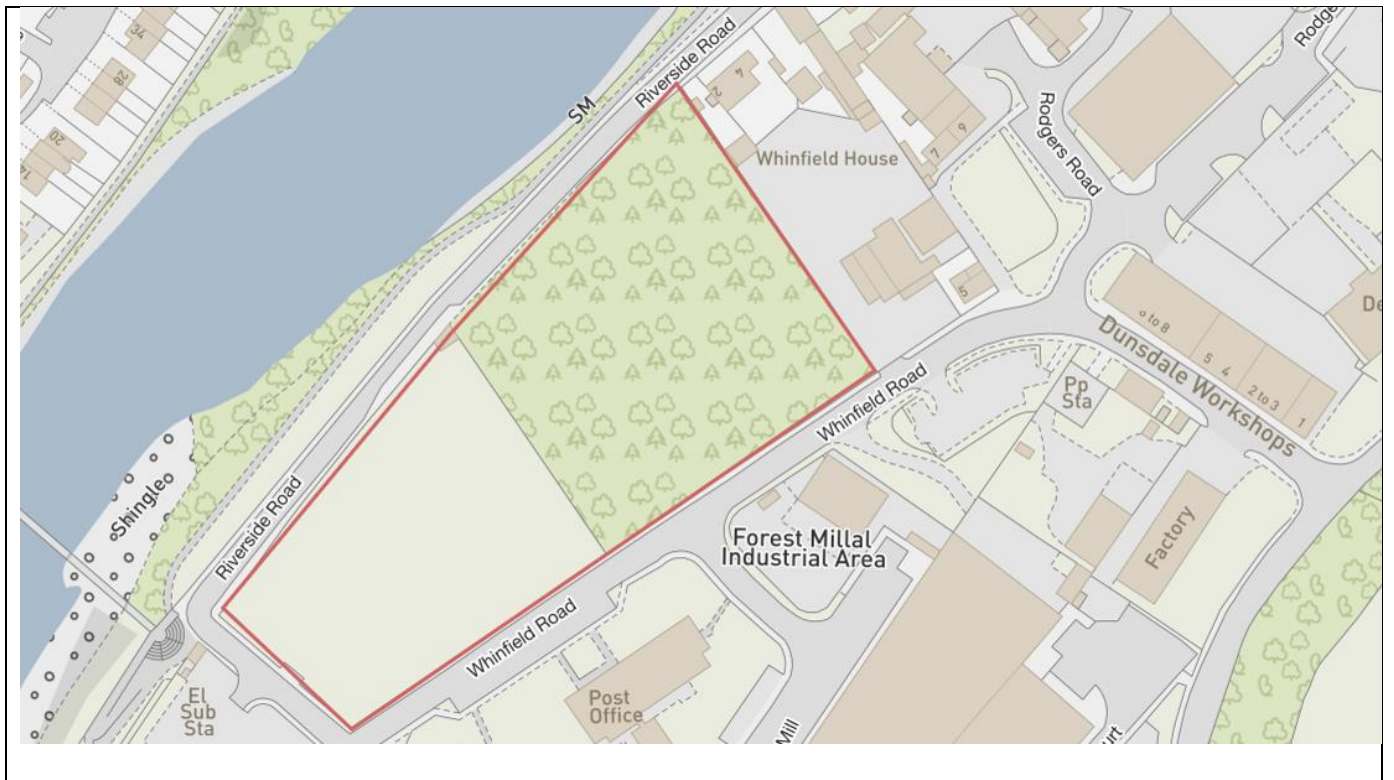 34
28
20
14
SM
Riverside Road
2
4
Whinfield House
7
9
Rodgers Road
5
6 to 8
5
4
2 to 3
1
Dunsdale Workshops
Whinfield Road
Pp
Sta
Factory
Forest Millal
Industrial Area
Shingle
Riverside Road
Whinfield Road
Post
Office
El
Sub
Sta
Mill